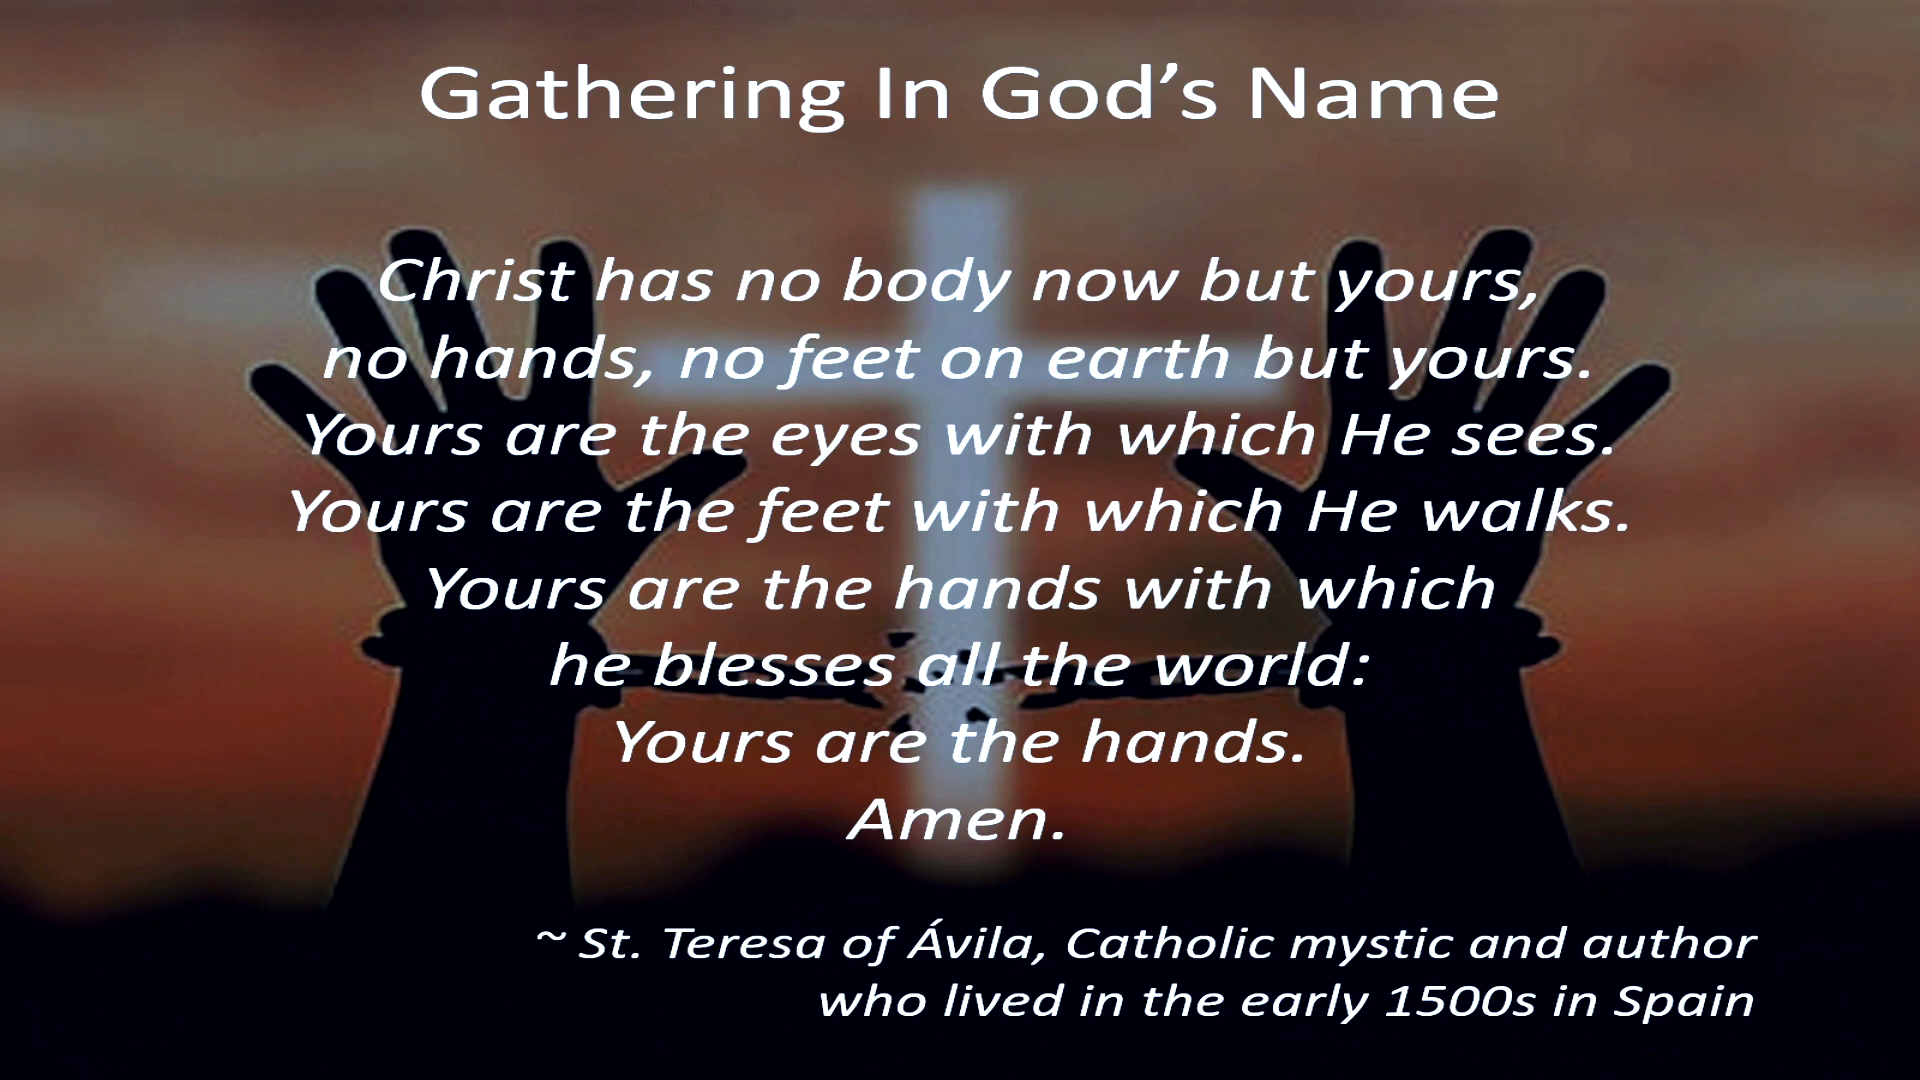 Gathering In God’s Name
Christ has no body now but yours,
no hands, no feet on earth but yours.
Yours are the eyes with which He sees.
Yours are the feet with which He walks.
Yours are the hands with which
he blesses all the world:
Yours are the hands.
Amen.
~ St. Teresa of Ávila, Catholic mystic and author
who lived in the early 1500s in Spain